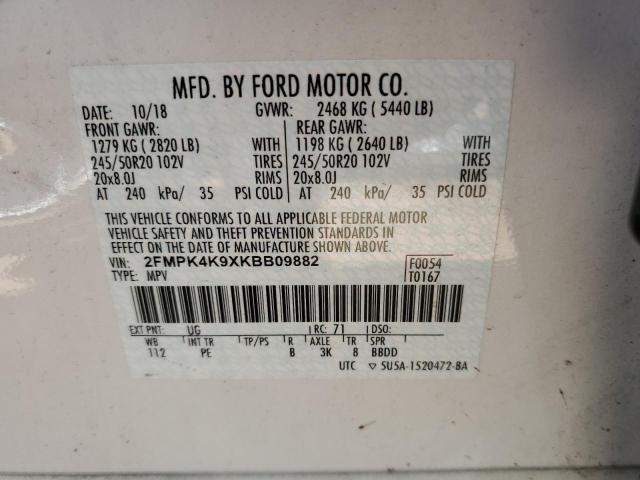 MFD. BY FORD MOTOR CO.
DATE: 10/18 GVWR: 2468 KG ( 5440 LB)
FRONT GAWR: REAR GAWR:
1279 KG ( 2820 LB) WITH 1198 KG ( 2640 LB) WITH
245/50R20 102V TIRES 245/50R20 102V TIRES
20x8.0J RIMS 20x8.0J RIMS
AT 240 kPa/ 35 PSI COLD AT 240 kPa/ 35 PSI COLD
THIS VEHICLE CONFORMS TO ALL APPLICABLE FEDERAL MOTOR
VEHICLE SAFETY AND THEFT PREVENTION STANDARDS IN
EFFECT ON THE DATE OF MANUFACTURE SHOWN ABOVE.
VIN: 2FMPK4K9XKBB09882 F0054
TYPE: MPV T0167
EXT PNT: UG RC: 71 DSO:
WB INT TR TP/PS R AXLE TR SPR
112 PE B 3K 8 BBDD
UTC ▽ 5U5A-1520472-BA